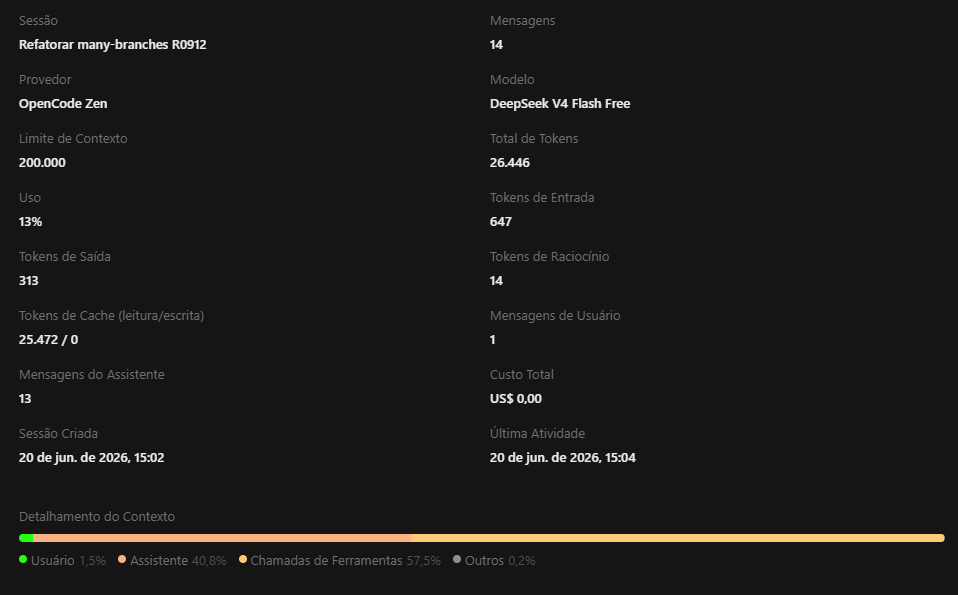 Sessão
Mensagens
Refatorar many-branches R0912
14
Provedor
Modelo
OpenCode Zen
DeepSeek V4 Flash Free
Limite de Contexto
Total de Tokens
200.000
26.446
Uso
Tokens de Entrada
13%
647
Tokens de Saída
Tokens de Raciocínio
313
14
Tokens de Cache (leitura/escrita)
Mensagens de Usuário
25.472 / 0
1
Mensagens do Assistente
Custo Total
13
US$ 0,00
Sessão Criada
Última Atividade
20 de jun. de 2026, 15:02
20 de jun. de 2026, 15:04
Detalhamento do Contexto
Usuário 1,5% Assistente 40,8% Chamadas de Ferramentas 57,5% Outros 0,2%